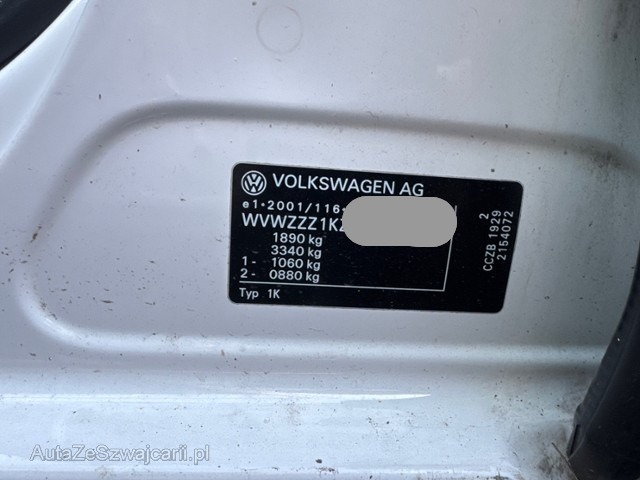 VOLKSWAGEN AG
e1*2001/116
WVWZZZ1KZ
1890 kg
3340 kg
1 - 1060 kg
2 - 0880 kg
Typ 1K
2
CCZB 1929
2154072
AutaZeSzwajcarii.pl